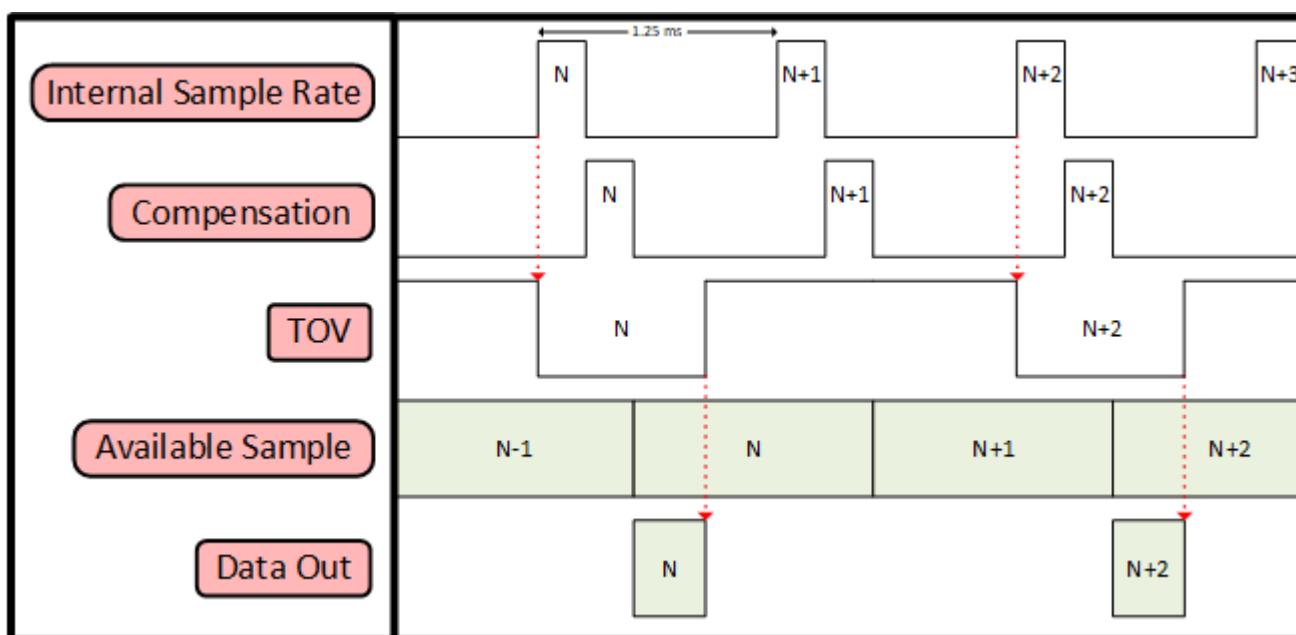 1.25 ms
Internal Sample Rate
N
N+1
N+2
N+3
Compensation
N
N+1
N+2
TOV
N
N+2
Available Sample
N-1
N
N+1
N+2
Data Out
N
N+2